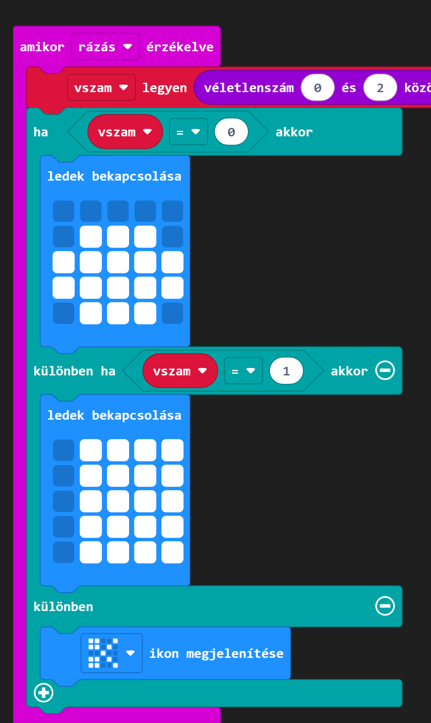 amikor rázás érzékelve
vszam legyen véletlenszám 0 és 2 közö
ha vszam = 0 akkor
ledek bekapcsolása
különben ha vszam = 1 akkor
ledek bekapcsolása
különben
ikon megjelenítése